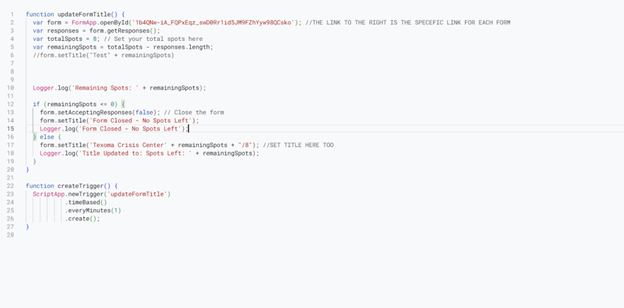 1 function updateFormTitle() {
2 var form = FormApp.openById('1b4QNw-iA_FQPxEqz_swD0Rr1id5JM9FZhYyw98QCsko'); //THE LINK TO THE RIGHT IS THE SPECEFIC LINK FOR EACH FORM
3 var responses = form.getResponses();
4 var totalSpots = 8; // Set your total spots here
5 var remainingSpots = totalSpots - responses.length;
6 //form.setTitle("Test" + remainingSpots)
7
8
9
10 Logger.log('Remaining Spots: ' + remainingSpots);
11
12 if (remainingSpots <= 0) {
13 form.setAcceptingResponses(false); // Close the form
14 form.setTitle('Form Closed - No Spots Left');
15 Logger.log('Form Closed - No Spots Left');
16 } else {
17 form.setTitle('Texoma Crisis Center' + remainingSpots + "/8"); //SET TITLE HERE TOO
18 Logger.log('Title Updated to: Spots Left: ' + remainingSpots);
19 }
20 }
21
22 function createTrigger() {
23 ScriptApp.newTrigger('updateFormTitle')
24 .timeBased()
25 .everyMinutes(1)
26 .create();
27 }
28